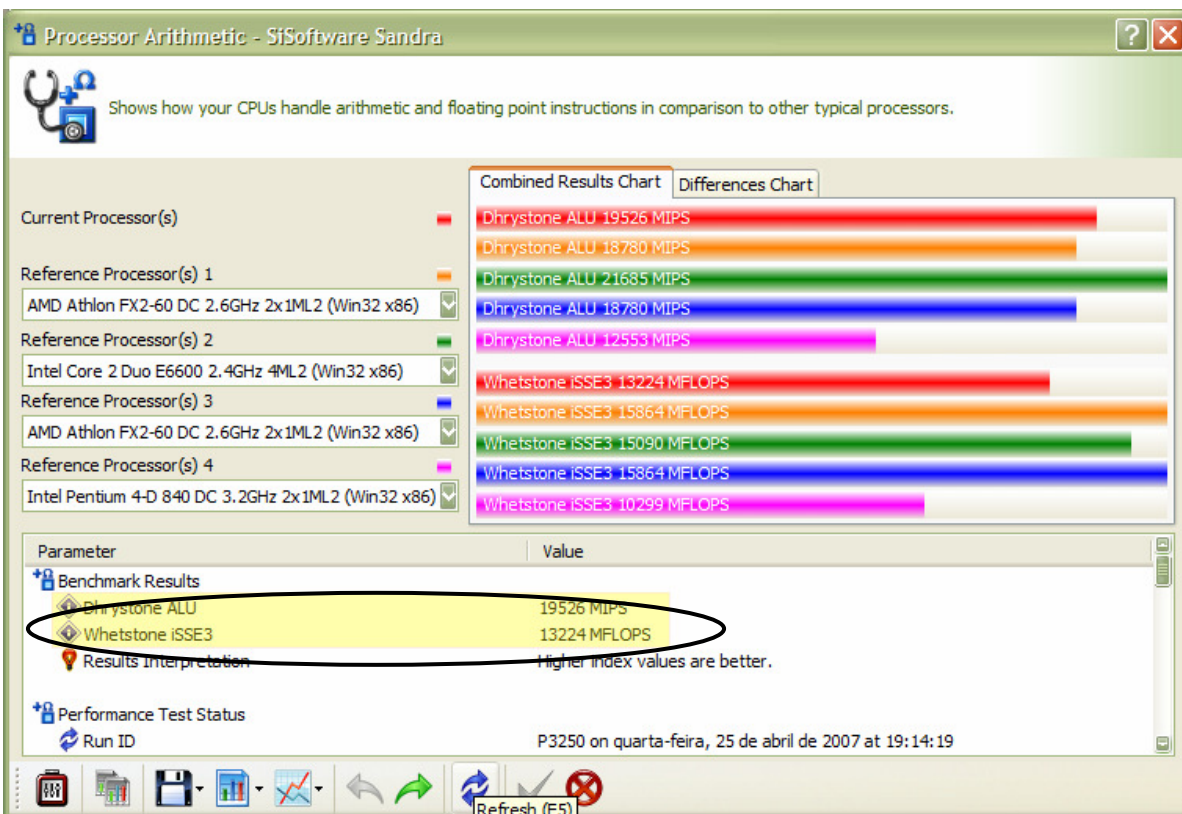 Processor Arithmetic - SiSoftware Sandra
Shows how your CPUs handle arithmetic and floating point instructions in comparison to other typical processors.
Combined Results Chart Differences Chart
Current Processor(s)
Dhrystone ALU 19526 MIPS
Dhrystone ALU 18780 MIPS
Reference Processor(s) 1
Dhrystone ALU 21685 MIPS
AMD Athlon FX2-60 DC 2.6GHz 2x1ML2 (Win32 x86)
Dhrystone ALU 18780 MIPS
Reference Processor(s) 2
Dhrystone ALU 12553 MIPS
Intel Core 2 Duo E6600 2.4GHz 4ML2 (Win32 x86)
Whetstone iSSE3 13224 MFLOPS
Reference Processor(s) 3
Whetstone iSSE3 15864 MFLOPS
AMD Athlon FX2-60 DC 2.6GHz 2x1ML2 (Win32 x86)
Whetstone iSSE3 15090 MFLOPS
Reference Processor(s) 4
Whetstone iSSE3 15864 MFLOPS
Intel Pentium 4-D 840 DC 3.2GHz 2x1ML2 (Win32 x86)
Whetstone iSSE3 10299 MFLOPS
Parameter Value
Benchmark Results
Dhrystone ALU 19526 MIPS
Whetstone iSSE3 13224 MFLOPS
Results Interpretation Higher index values are better.
Performance Test Status
Run ID P3250 on quarta-feira, 25 de abril de 2007 at 19:14:19
Refresh (F5)